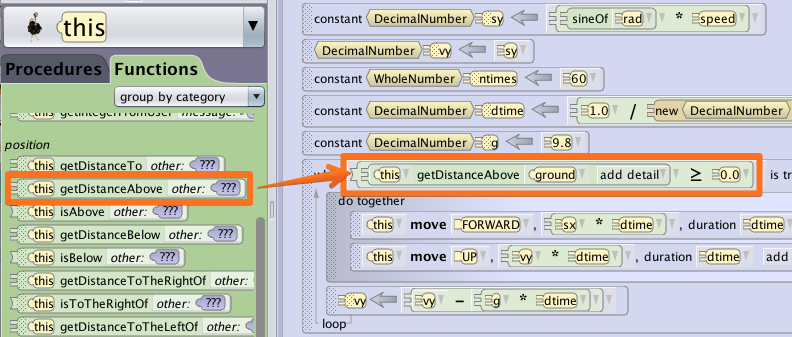 this
Procedures Functions
group by category
getIntegerFromUser message:
position
this getDistanceTo other: ???
this getDistanceAbove other: ???
this isAbove other: ???
this getDistanceBelow other: ???
this isBelow other: ???
this getDistanceToTheRightOf
this isToTheRightOf other: ???
this getDistanceToTheLeftOf
constant DecimalNumber sy sineOf rad * speed
DecimalNumber vy sy
constant WholeNumber ntimes 60
constant DecimalNumber dtime 1.0 / new DecimalNumber
constant DecimalNumber g 9.8
this getDistanceAbove ground add detail ≥ 0.0 is tr
do together
this move FORWARD , sx * dtime , duration dtime
this move UP , vy * dtime , duration dtime add
vy vy - g * dtime
loop